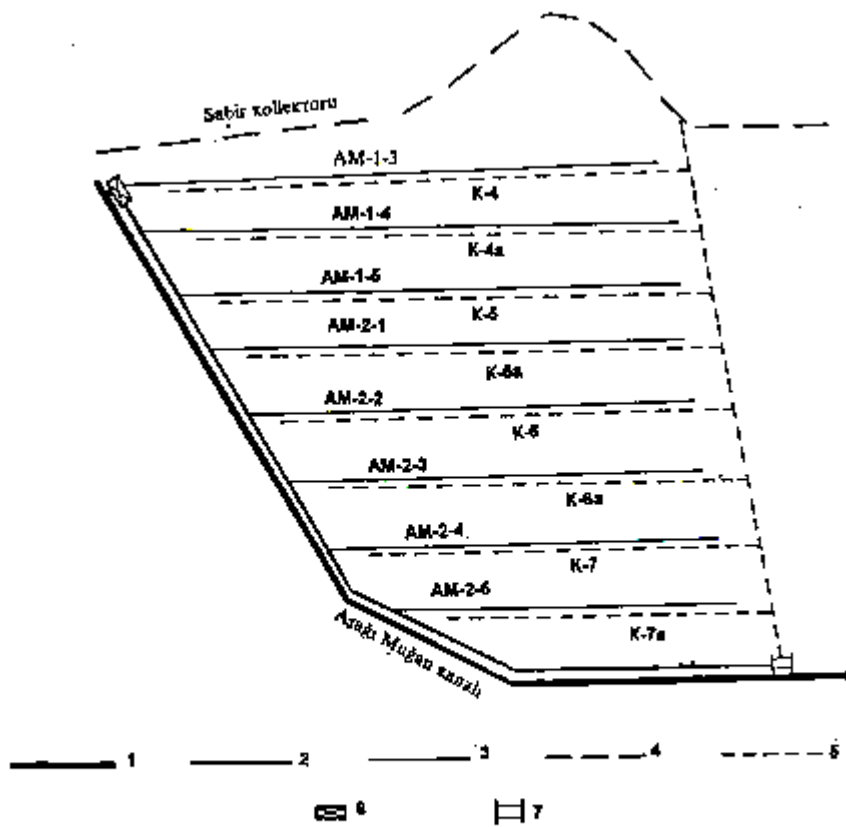 Sabir kollektoru
AM-1-3
K-4
AM-1-4
K-4a
AM-1-5
K-5
AM-2-1
K-5a
AM-2-2
K-6
AM-2-3
K-6a
AM-2-4
K-7
AM-2-5
K-7a
Aşağı Muğan kanalı
1 2 3 4 5
6 7